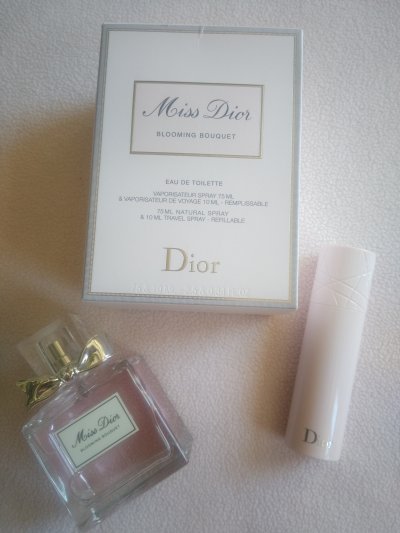 Miss Dior
BLOOMING BOUQUET
EAU DE TOILETTE
VAPORISATEUR SPRAY 75 ML
& VAPORISATEUR DE VOYAGE 10 ML - REMPLISSABLE
75 ML NATURAL SPRAY
& 10 ML TRAVEL SPRAY - REFILLABLE
Dior
Miss Dior
BLOOMING BOUQUET
Dior